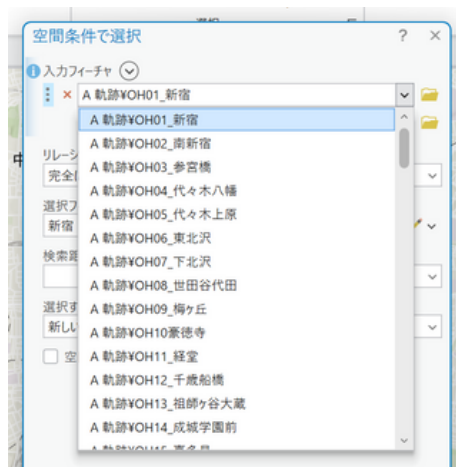 空間条件で選択
? ×
入力フィーチャ
A 軌跡¥OH01_新宿
A 軌跡¥OH01_新宿
A 軌跡¥OH02_南新宿
A 軌跡¥OH03_参宮橋
A 軌跡¥OH04_代々木八幡
A 軌跡¥OH05_代々木上原
A 軌跡¥OH06_東北沢
A 軌跡¥OH07_下北沢
A 軌跡¥OH08_世田谷代田
A 軌跡¥OH09_梅ヶ丘
A 軌跡¥OH10豪徳寺
A 軌跡¥OH11_経堂
A 軌跡¥OH12_千歳船橋
A 軌跡¥OH13_祖師ヶ谷大蔵
A 軌跡¥OH14_成城学園前
リレーシ
完全
選択フ
新宿
検索距
選択す
新しい
空
中